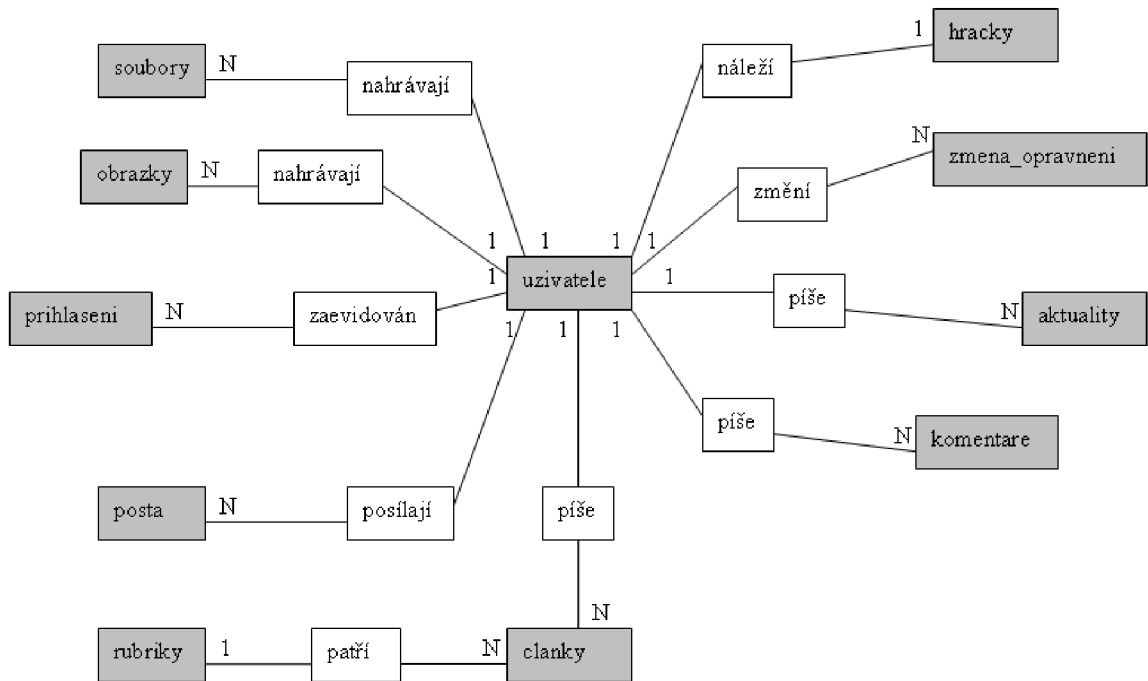 1 hracky
soubory N náleží
nahrávají
N zmena_opravneni
obrazky N nahrávají změní
1 1 1 1
1 uzivatele 1
píše
prihlaseni N zaevidován N aktuality
1 1 1
píše N komentare
posta N posílají píše
N
rubriky 1 patří N clanky